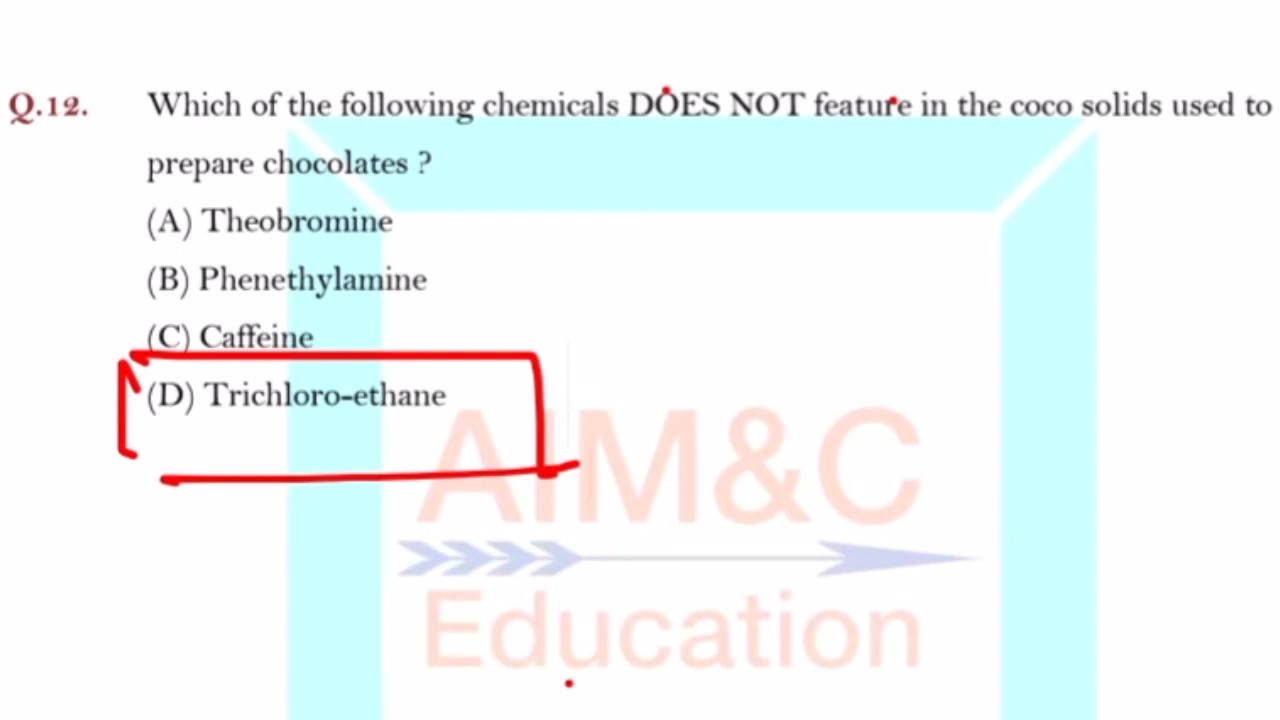 Q.12. Which of the following chemicals DOES NOT feature in the coco solids used to
prepare chocolates ?
(A) Theobromine
(B) Phenethylamine
(C) Caffeine
(D) Trichloro-ethane
AIM&C
Education